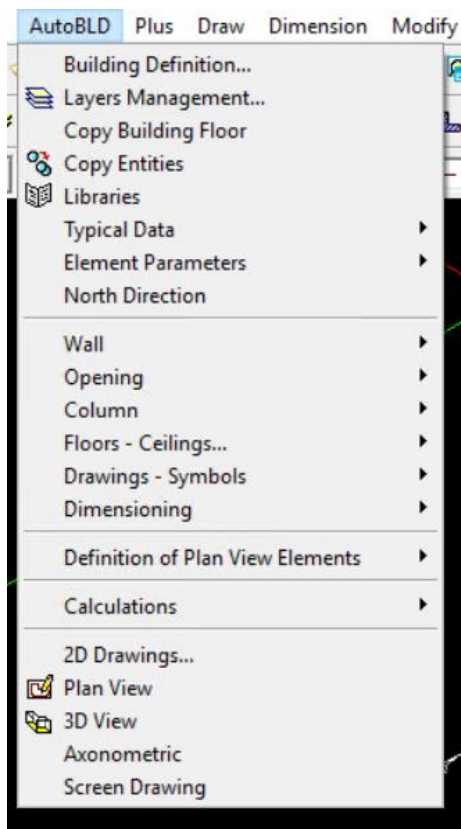 AutoBLD Plus Draw Dimension Modify
Building Definition...
Layers Management...
Copy Building Floor
Copy Entities
Libraries
Typical Data
Element Parameters
North Direction
Wall
Opening
Column
Floors - Ceilings...
Drawings - Symbols
Dimensioning
Definition of Plan View Elements
Calculations
2D Drawings...
Plan View
3D View
Axonometric
Screen Drawing